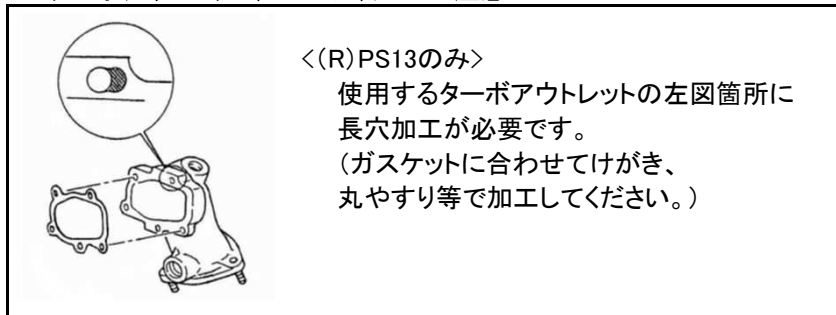 <(R)PS13のみ>
使用するターボアウトレットの左図箇所に
長穴加工が必要です。
(ガスケットに合わせてけがき、
丸やすり等で加工してください。)